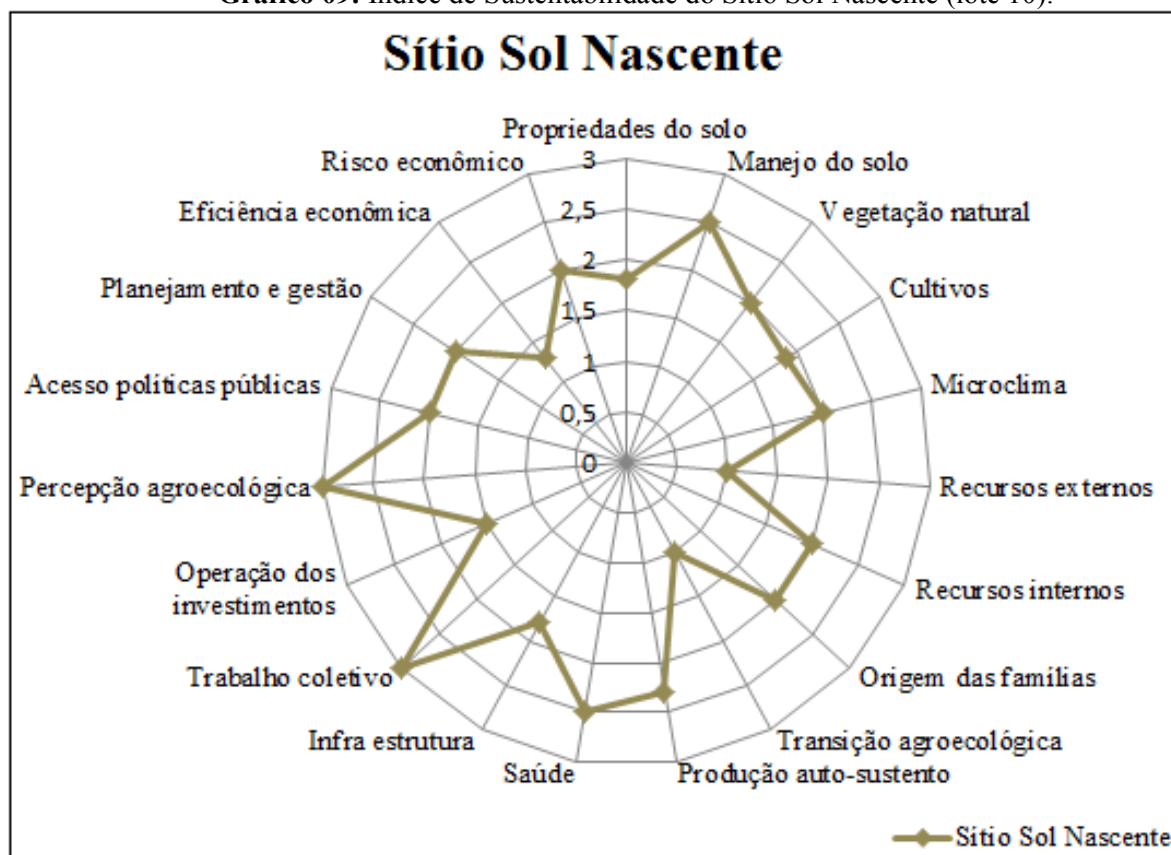 Gráfico 09: Índice de Sustentabilidade do Sítio Sol Nascente (lote 10).
Sítio Sol Nascente
Propriedades do solo
Manejo do solo
Vegetação natural
Cultivos
Microclima
Recursos externos
Recursos internos
Origem das famílias
Transição agroecológica
Produção auto-sustento
Saúde
Infra estrutura
Trabalho coletivo
Operação dos
investimentos
Percepção agroecológica
Acesso políticas públicas
Planejamento e gestão
Eficiência econômica
Risco econômico
3
2,5
2
1,5
1
0,5
0
Sítio Sol Nascente